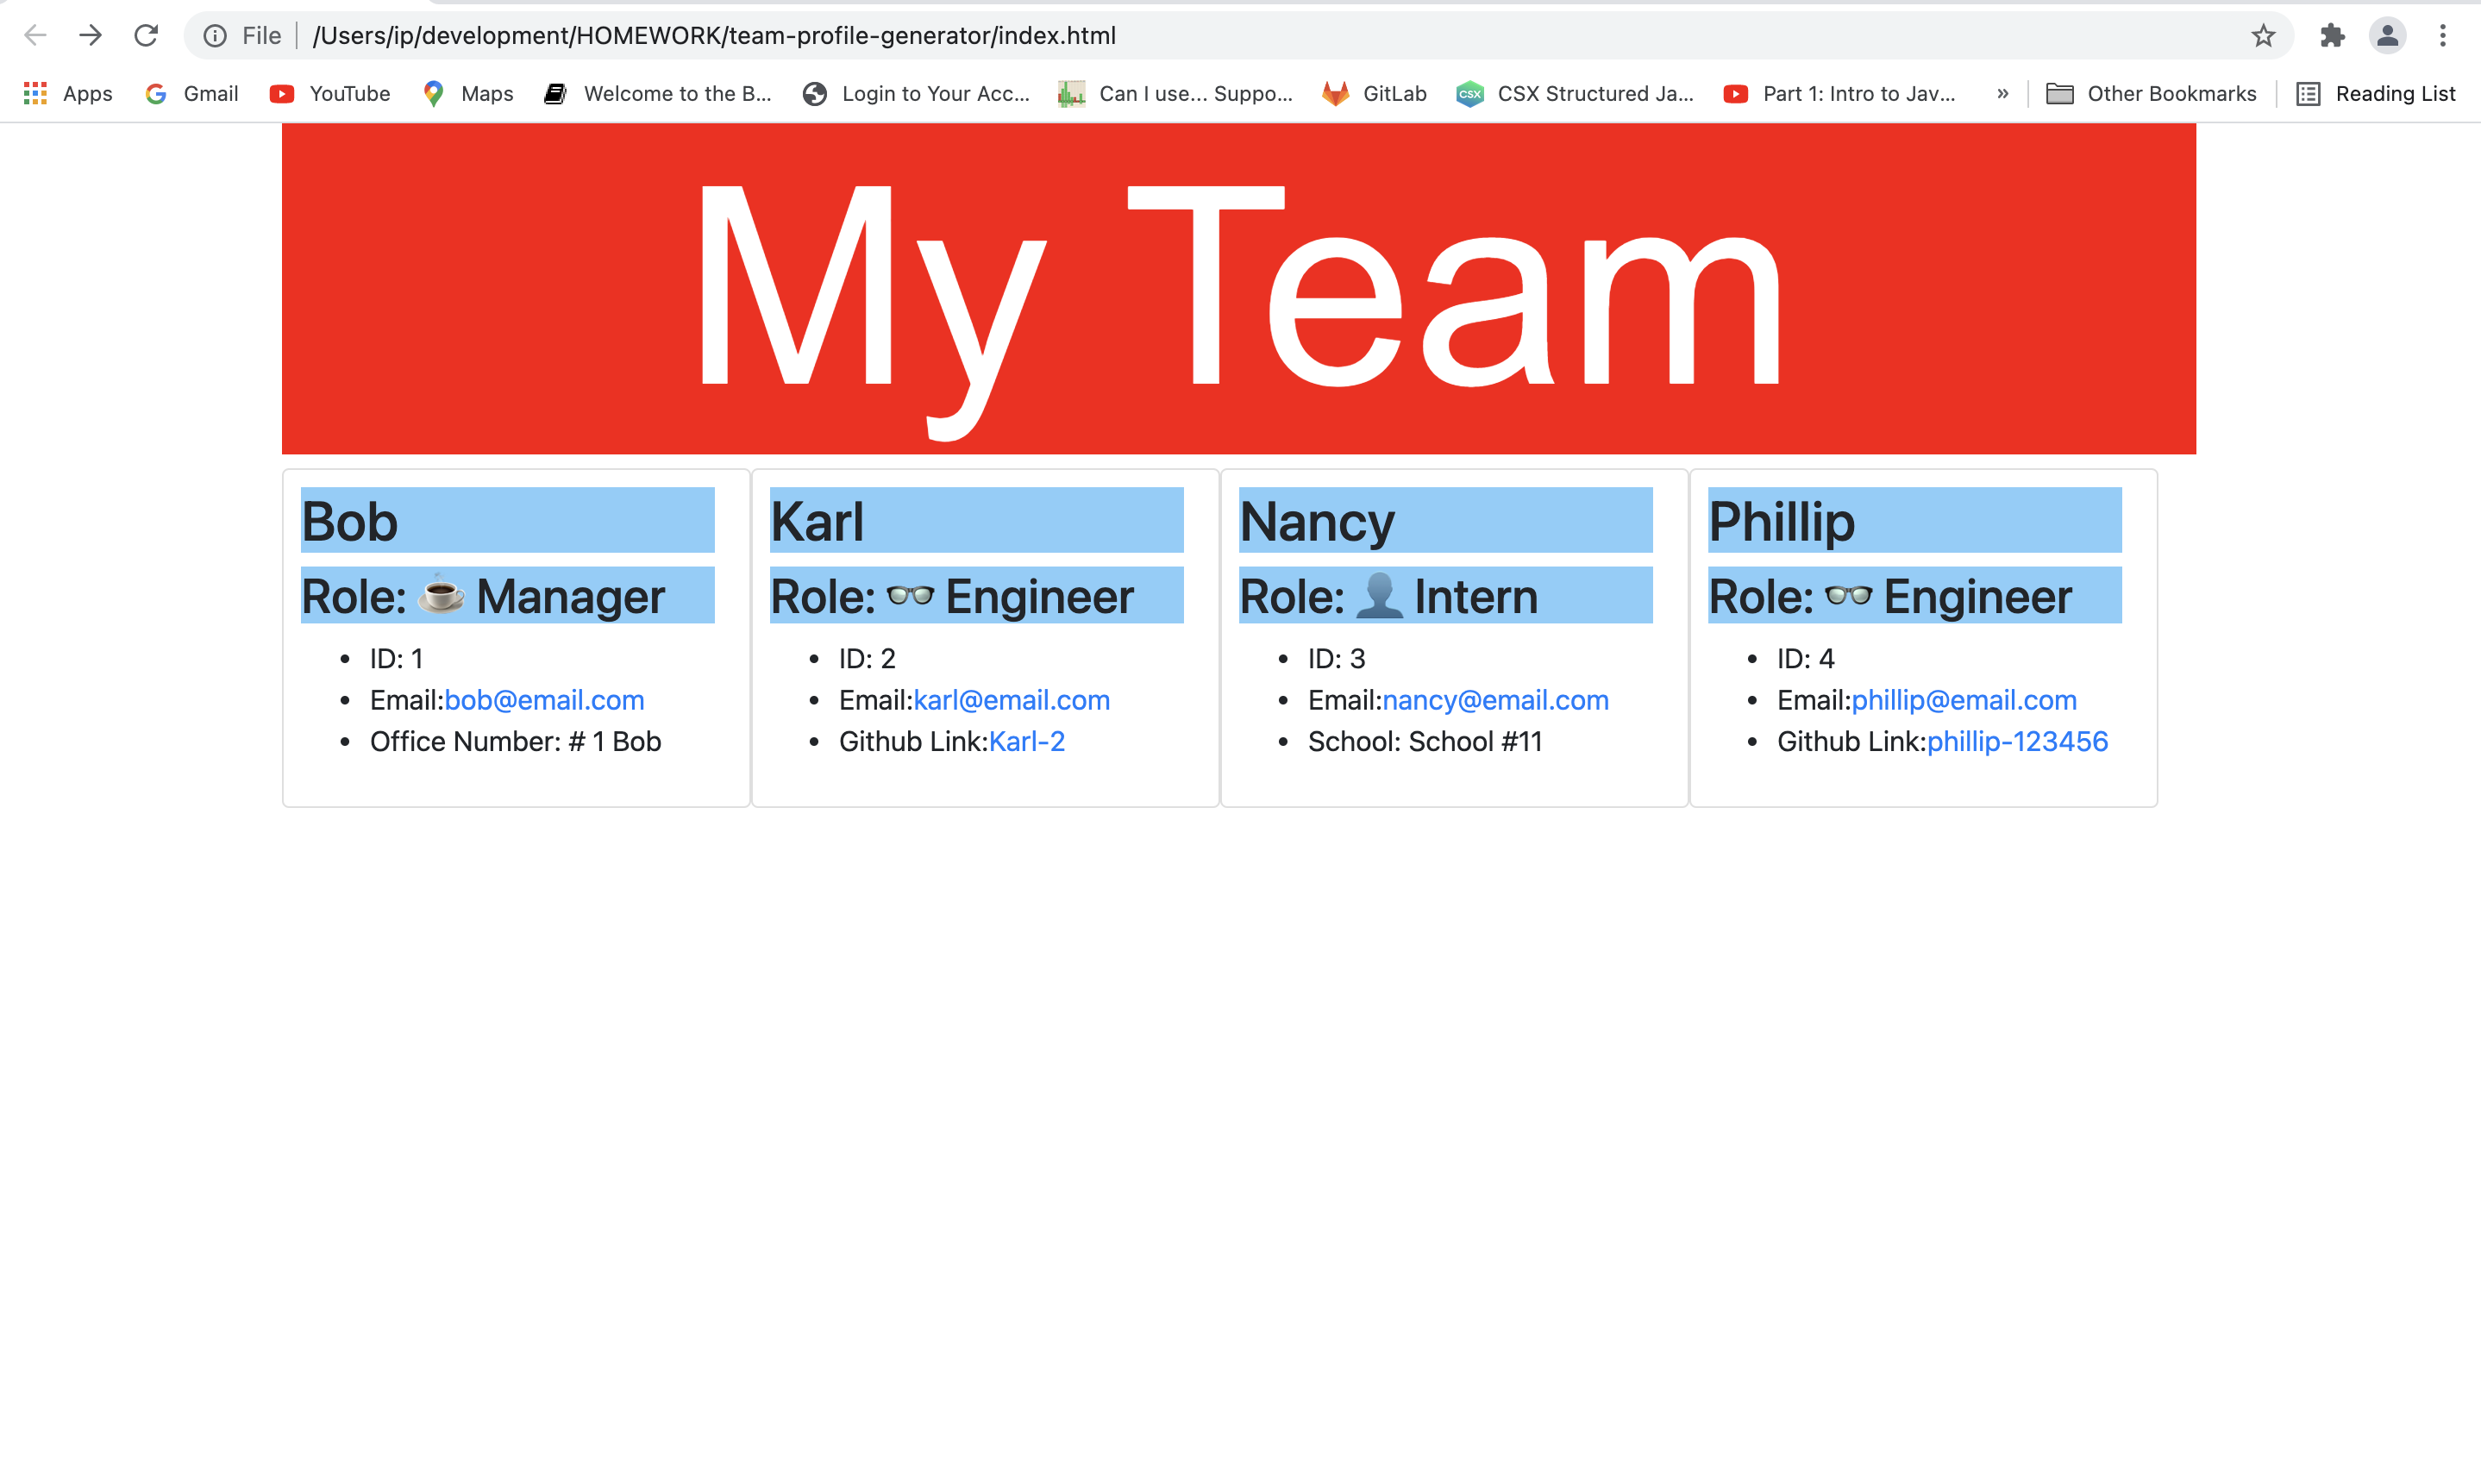 File | /Users/ip/development/HOMEWORK/team-profile-generator/index.html
Apps Gmail YouTube Maps Welcome to the B... Login to Your Acc... Can I use... Suppo... GitLab CSX CSX Structured Ja... Part 1: Intro to Jav... » Other Bookmarks Reading List
My Team
Bob
Role: ☕ Manager
• ID: 1
• Email:bob@email.com
• Office Number: # 1 Bob
Karl
Role: 👓 Engineer
• ID: 2
• Email:karl@email.com
• Github Link:Karl-2
Nancy
Role: 👤 Intern
• ID: 3
• Email:nancy@email.com
• School: School #11
Phillip
Role: 👓 Engineer
• ID: 4
• Email:phillip@email.com
• Github Link:phillip-123456